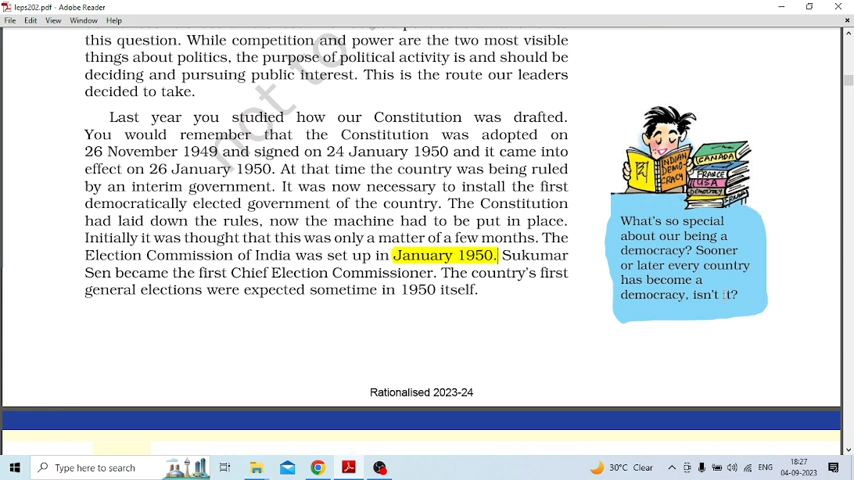 leps202.pdf - Adobe Reader
File Edit View Window Help
this question. While competition and power are the two most visible
things about politics, the purpose of political activity is and should be
deciding and pursuing public interest. This is the route our leaders
decided to take.
Last year you studied how our Constitution was drafted.
You would remember that the Constitution was adopted on
26 November 1949 and signed on 24 January 1950 and it came into
effect on 26 January 1950. At that time the country was being ruled
by an interim government. It was now necessary to install the first
democratically elected government of the country. The Constitution
had laid down the rules, now the machine had to be put in place.
Initially it was thought that this was only a matter of a few months. The
Election Commission of India was set up in January 1950. Sukumar
Sen became the first Chief Election Commissioner. The country's first
general elections were expected sometime in 1950 itself.
not to
INDIAN
DEMO
CRACY
CANADA
FRANCE
USA
DEMOCRACY
What's so special
about our being a
democracy? Sooner
or later every country
has become a
democracy, isn't it?
Rationalised 2023-24
Type here to search
30°C Clear
ENG
18:27
04-09-2023